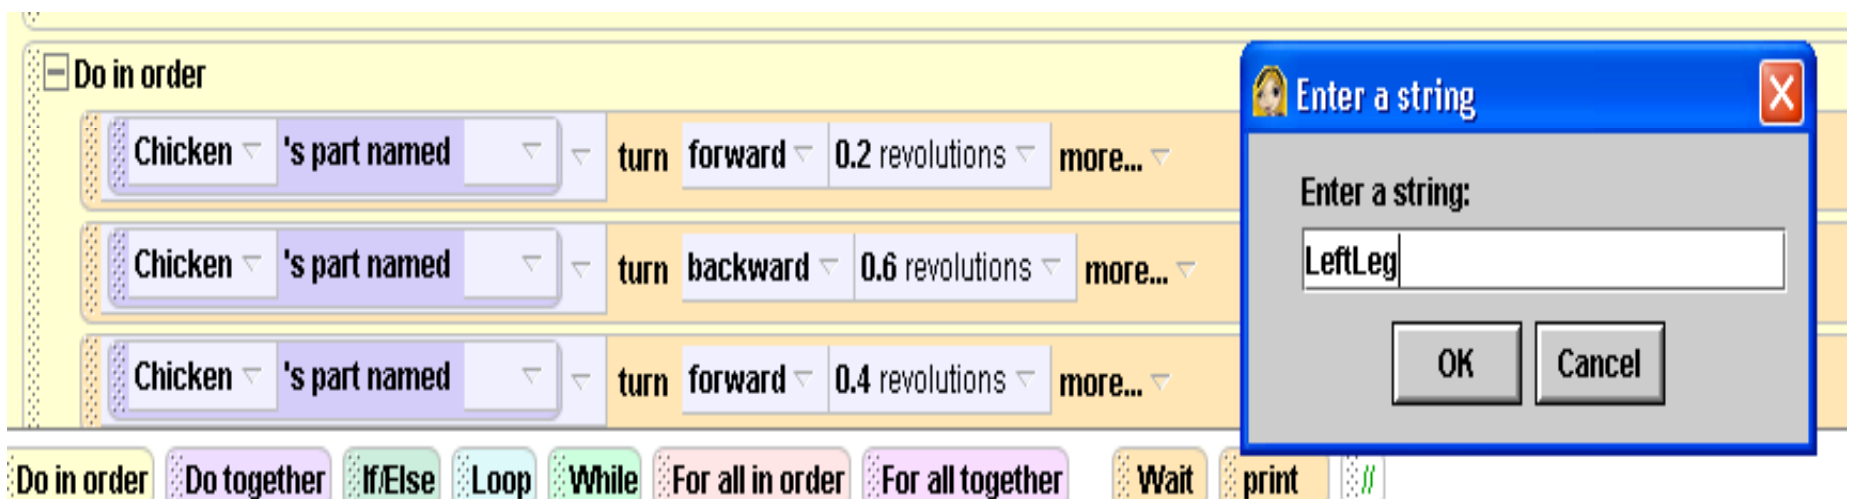 Do in order
Chicken 's part named turn forward 0.2 revolutions more...
Chicken 's part named turn backward 0.6 revolutions more...
Chicken 's part named turn forward 0.4 revolutions more...
Enter a string
Enter a string:
LeftLeg
OK Cancel
Do in order Do together If/Else Loop While For all in order For all together Wait print //